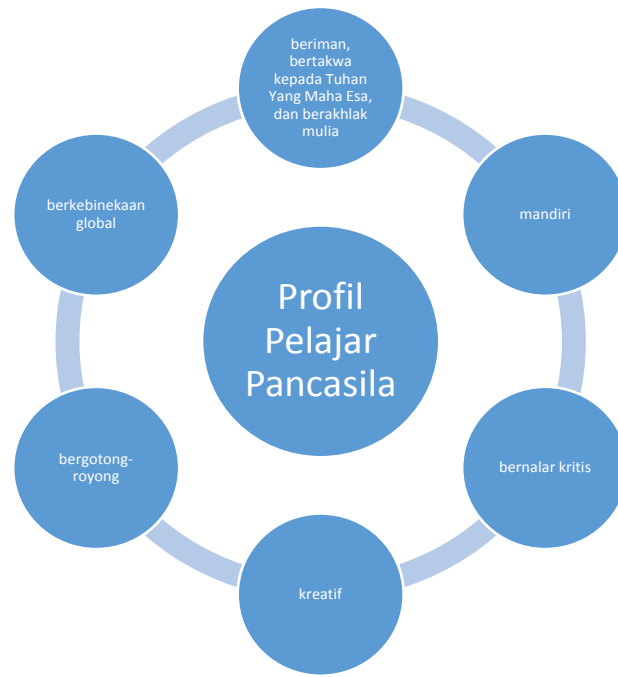 beriman,
bertakwa
kepada Tuhan
Yang Maha Esa,
dan berakhlak
mulia
mandiri
bernalar kritis
kreatif
bergotong-
royong
berkebinekaan
global
Profil
Pelajar
Pancasila